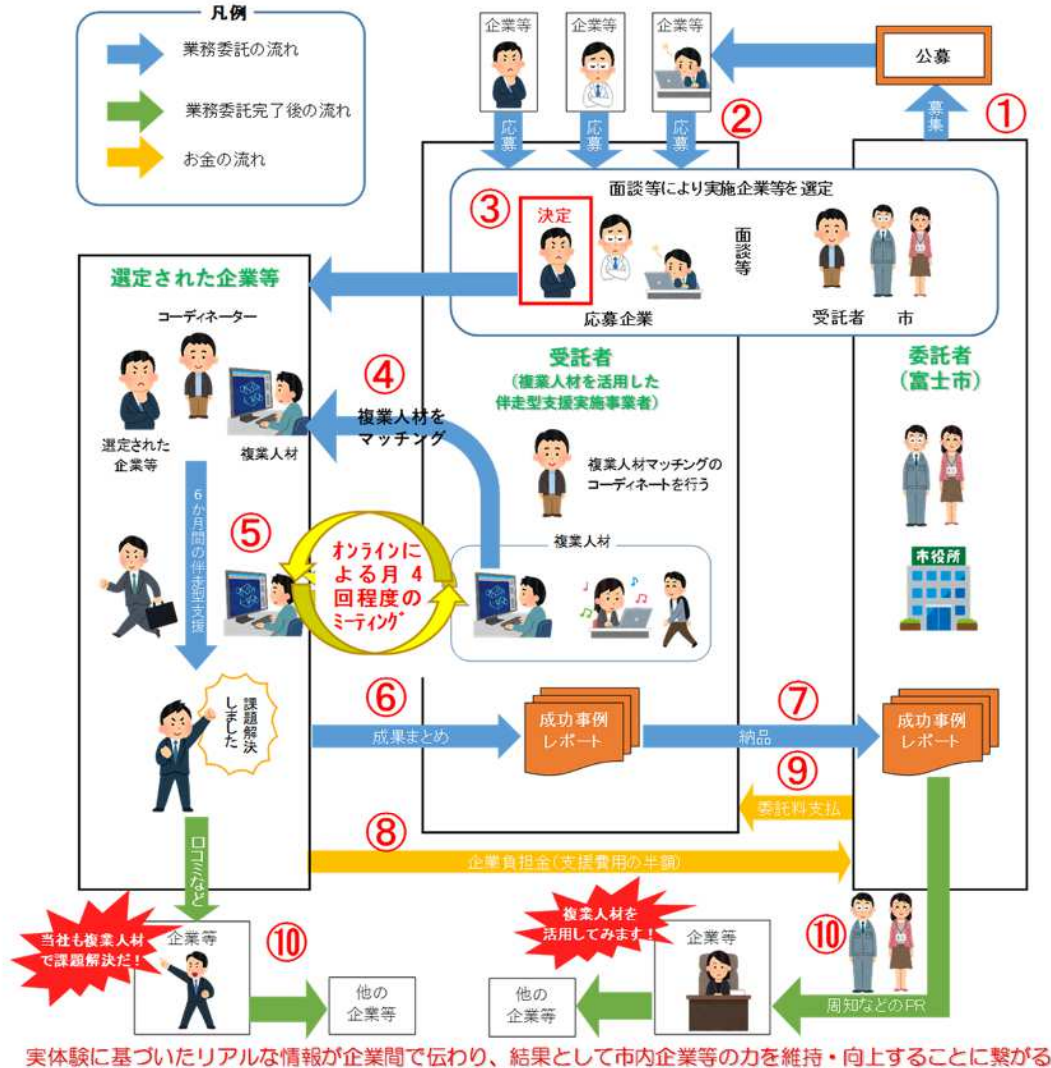 凡例
業務委託の流れ
業務委託完了後の流れ
お金の流れ
企業等
企業等
企業等
公募
①
募集
②
応募
応募
応募
面談等により実施企業等を選定
③
決定
面談等
応募企業
受託者
市
選定された企業等
コーディネーター
選定された
企業等
複業人材
④
複業人材を
マッチング
受託者
(複業人材を活用した
伴走型支援実施事業者)
複業人材マッチングの
コーディネートを行う
複業人材
委託者
(富士市)
市役所
6か月間の伴走型支援
⑤
オンラインに
よる月4
回程度の
ミーティング
課題解決
しました
⑥
成果まとめ
成功事例
レポート
⑦
納品
成功事例
レポート
⑨
委託料支払
⑧
企業負担金(支援費用の半額)
口コミなど
当社も複業人材
で課題解決だ!
企業等
⑩
他の
企業等
複業人材を
活用してみます!
企業等
他の
企業等
⑩
周知などのPR
実体験に基づいたリアルな情報が企業間で伝わり、結果として市内企業等の力を維持・向上することに繋がる